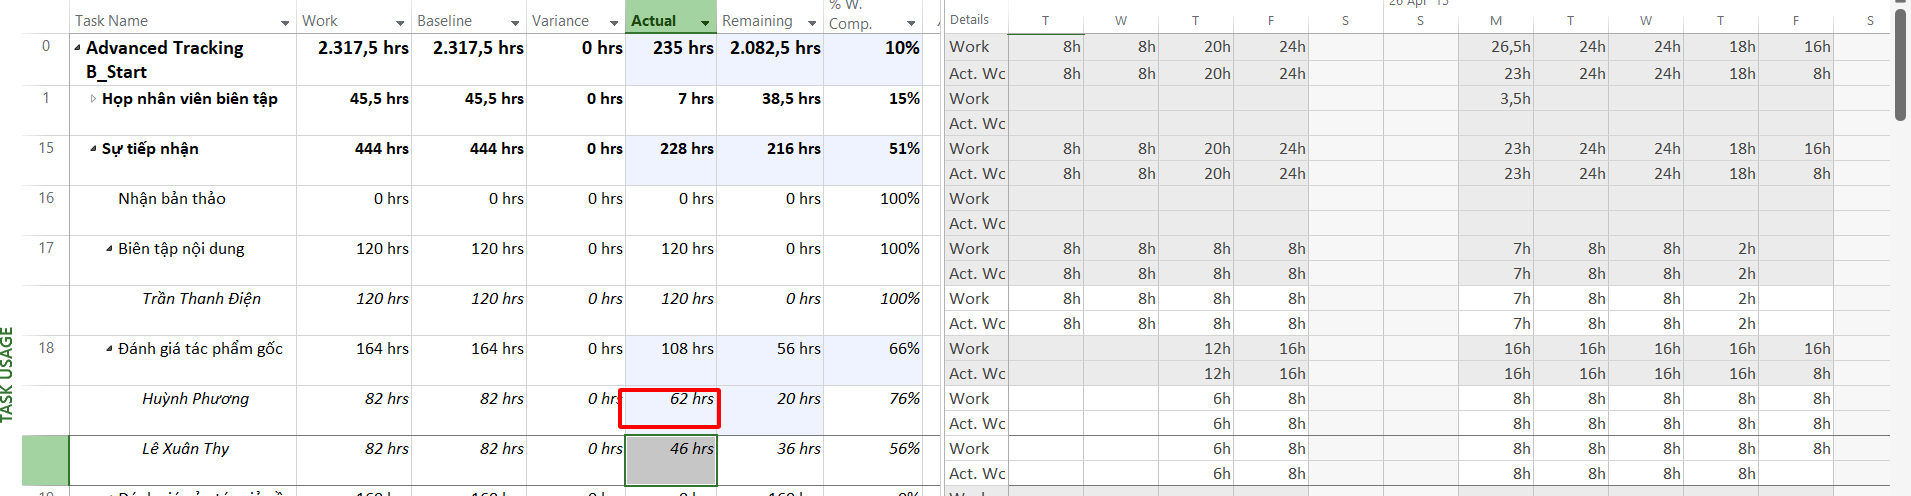 Task Name Work Baseline Variance Actual Remaining % W. Comp. Details T W T F S S M T W T F S
0 Advanced Tracking B_Start 2.317,5 hrs 2.317,5 hrs 0 hrs 235 hrs 2.082,5 hrs 10% Work 8h 8h 20h 24h 26,5h 24h 24h 18h 16h
Act. Wc 8h 8h 20h 24h 23h 24h 24h 18h 8h
1 Họp nhân viên biên tập 45,5 hrs 45,5 hrs 0 hrs 7 hrs 38,5 hrs 15% Work 3,5h
Act. Wc
15 Sự tiếp nhận 444 hrs 444 hrs 0 hrs 228 hrs 216 hrs 51% Work 8h 8h 20h 24h 23h 24h 24h 18h 16h
Act. Wc 8h 8h 20h 24h 23h 24h 24h 18h 8h
16 Nhận bản thảo 0 hrs 0 hrs 0 hrs 0 hrs 0 hrs 100% Work
Act. Wc
17 Biên tập nội dung 120 hrs 120 hrs 0 hrs 120 hrs 0 hrs 100% Work 8h 8h 8h 8h 7h 8h 8h 2h
Act. Wc 8h 8h 8h 8h 7h 8h 8h 2h
Trần Thanh Điện 120 hrs 120 hrs 0 hrs 120 hrs 0 hrs 100% Work 8h 8h 8h 8h 7h 8h 8h 2h
Act. Wc 8h 8h 8h 8h 7h 8h 8h 2h
18 Đánh giá tác phẩm gốc 164 hrs 164 hrs 0 hrs 108 hrs 56 hrs 66% Work 12h 16h 16h 16h 16h 16h 16h
Act. Wc 12h 16h 16h 16h 16h 16h 8h
Huỳnh Phương 82 hrs 82 hrs 0 hrs 62 hrs 20 hrs 76% Work 6h 8h 8h 8h 8h 8h 8h
Act. Wc 6h 8h 8h 8h 8h 8h 8h
Lê Xuân Thy 82 hrs 82 hrs 0 hrs 46 hrs 36 hrs 56% Work 6h 8h 8h 8h 8h 8h 8h
Act. Wc 6h 8h 8h 8h 8h 8h
TASK USAGE